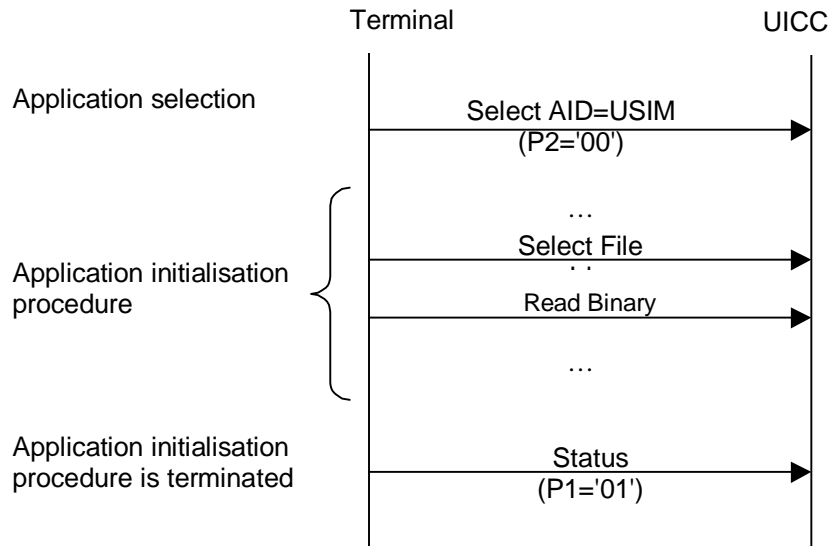 Terminal UICC
Application selection
Select AID=USIM
(P2='00')
...
Select File
. .
Application initialisation
procedure
Read Binary
...
Application initialisation
procedure is terminated
Status
(P1='01')